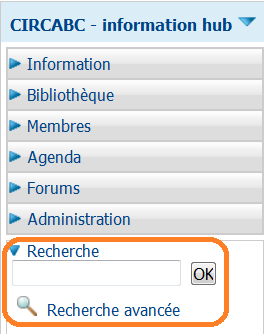 CIRCABC - information hub
Information
Bibliothèque
Membres
Agenda
Forums
Administration
Recherche
OK
Recherche avancée